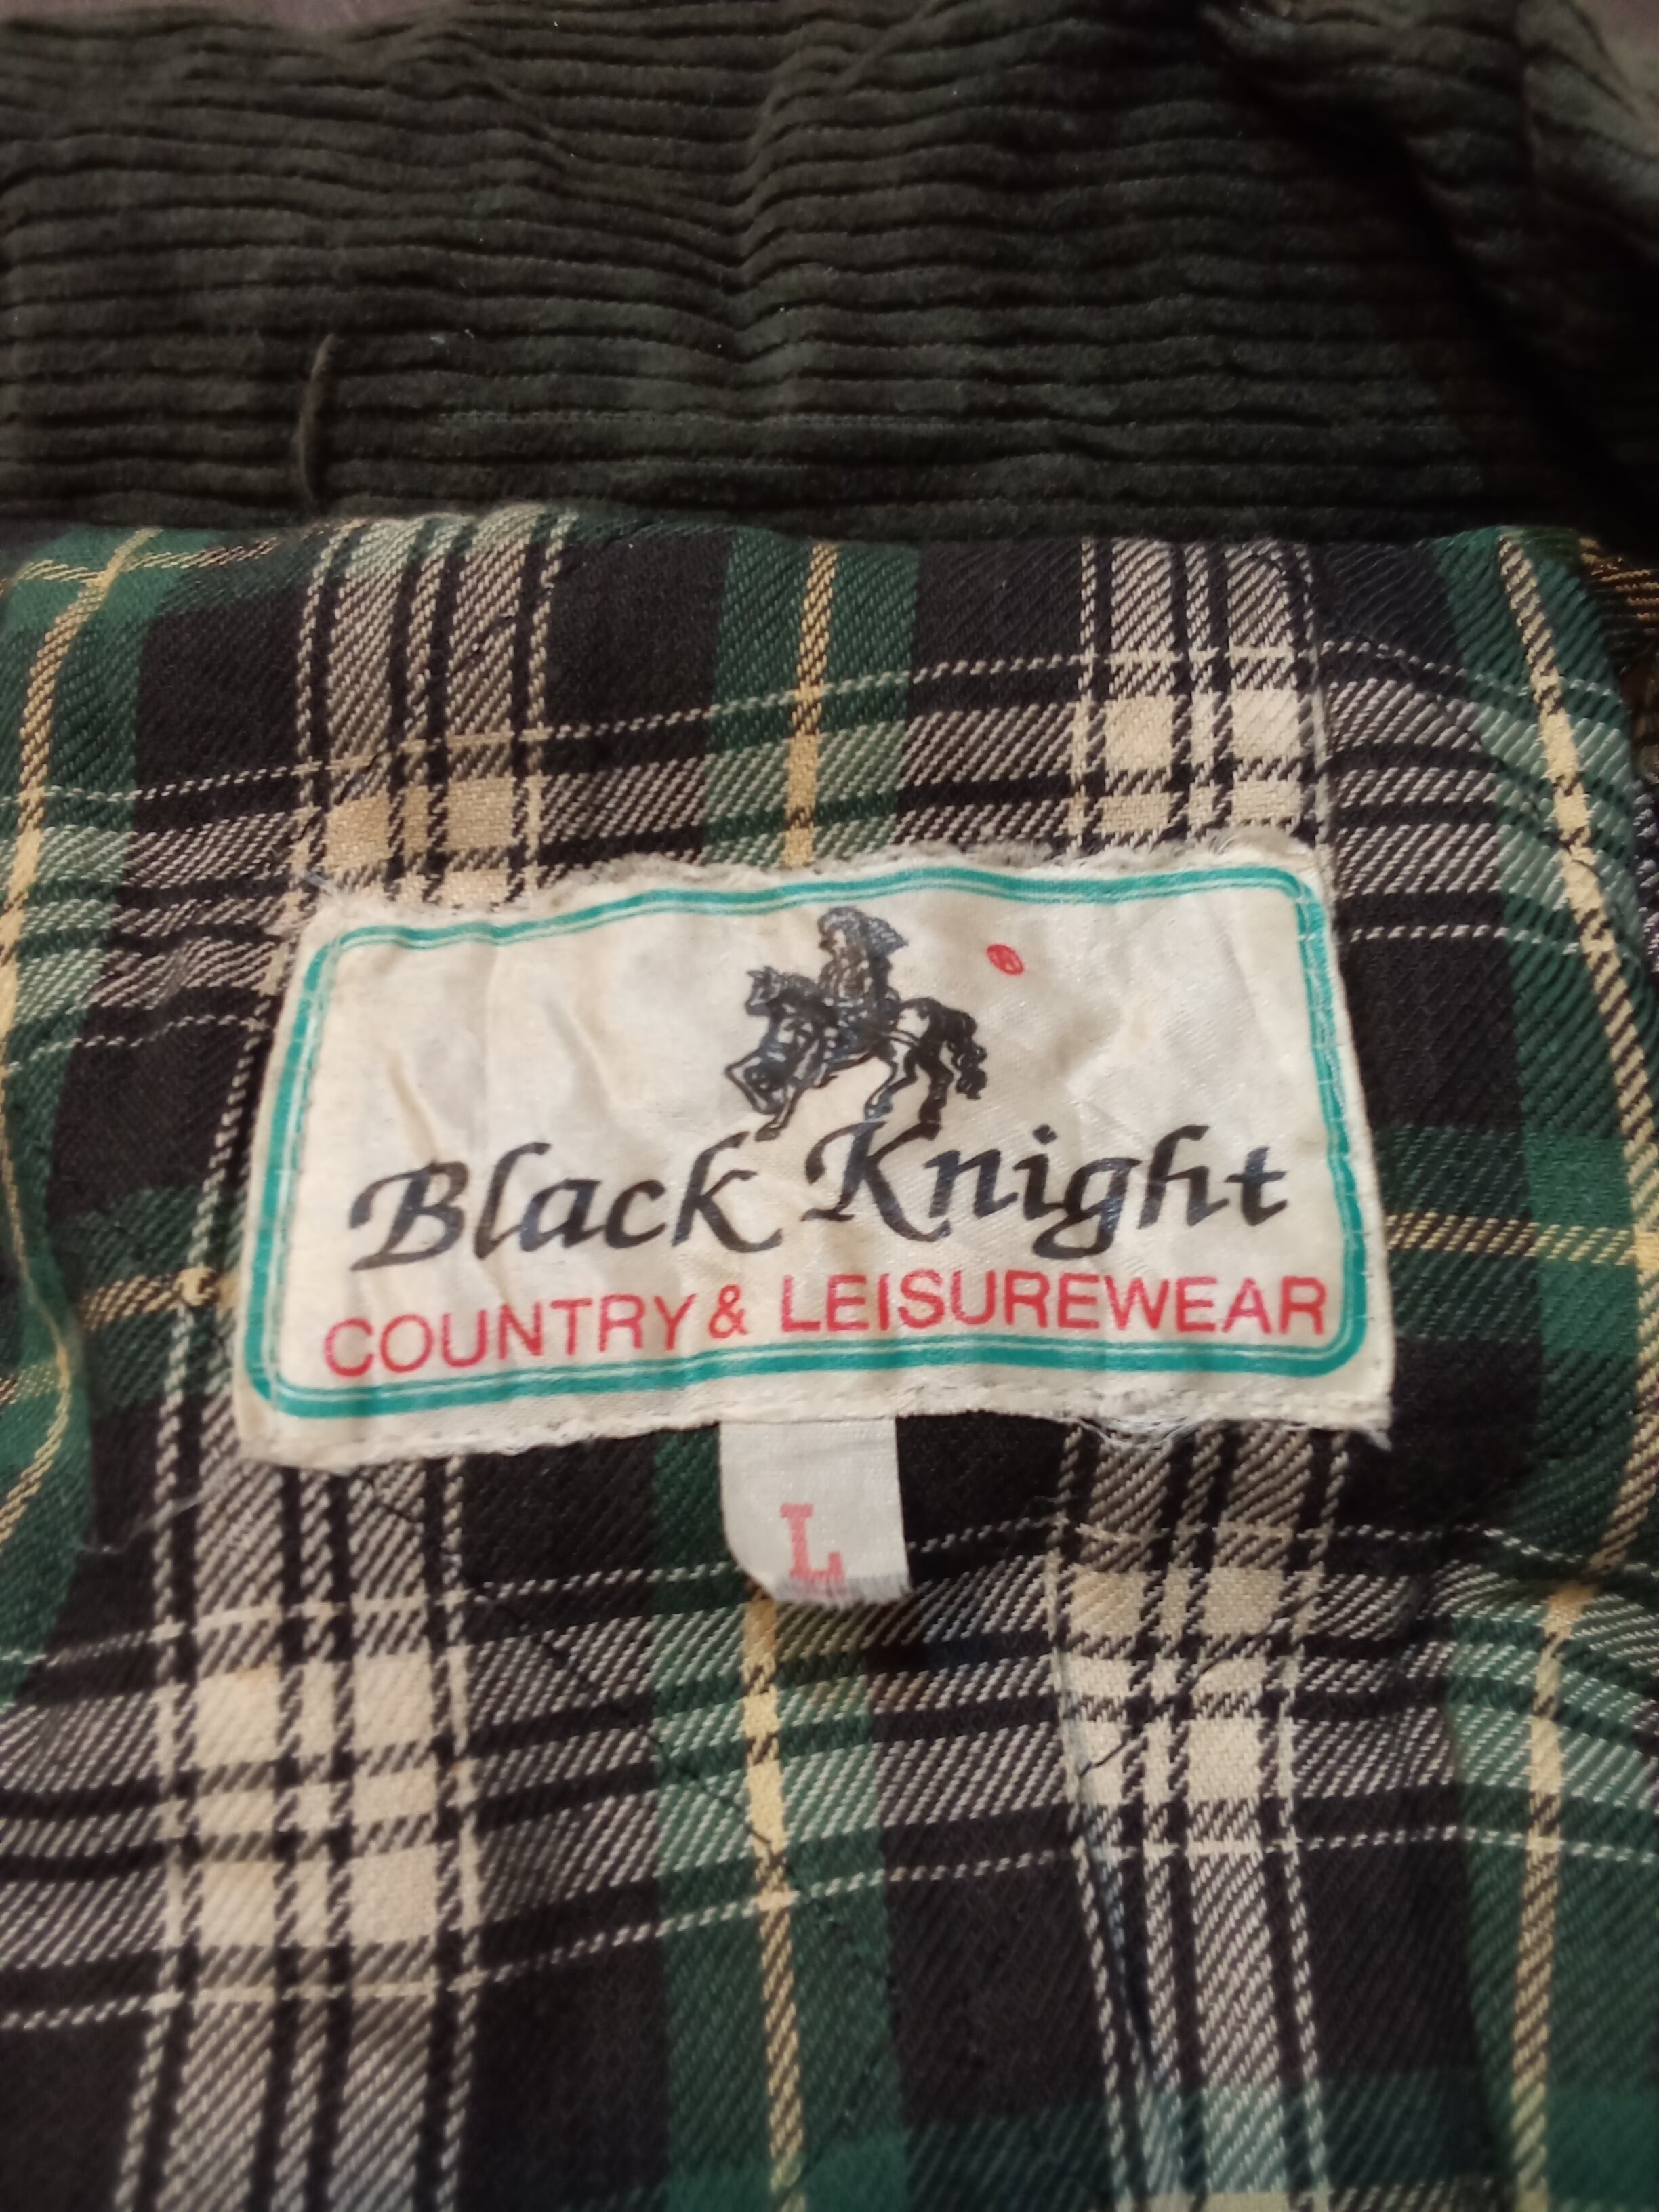 Black Knight
COUNTRY & LEISUREWEAR
L